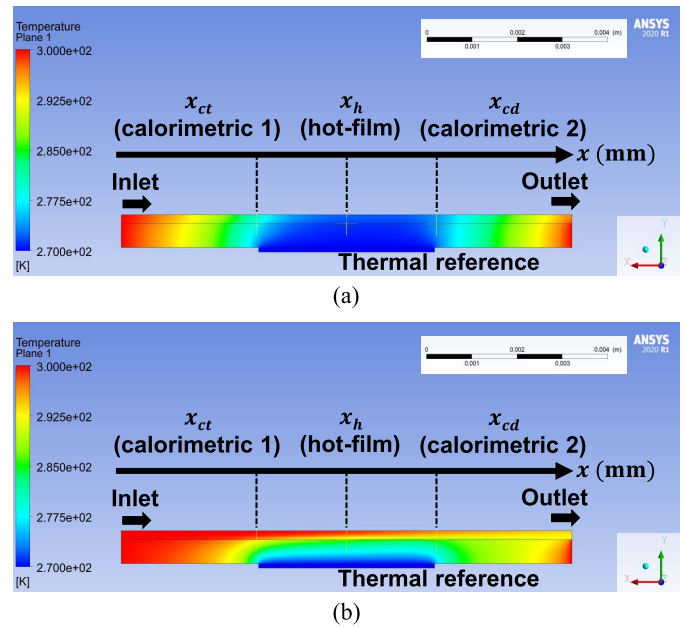 Temperature
Plane 1
3.000e+02
2.925e+02
2.850e+02
2.775e+02
2.700e+02
[K]
0 0.002 0.004 (m)
0.001 0.003
ANSYS
2020 R1
x_ct x_h x_cd
(calorimetric 1) (hot-film) (calorimetric 2)
x (mm)
Inlet Outlet
Thermal reference
Y
X Z
(a)
Temperature
Plane 1
3.000e+02
2.925e+02
2.850e+02
2.775e+02
2.700e+02
[K]
0 0.002 0.004 (m)
0.001 0.003
ANSYS
2020 R1
x_ct x_h x_cd
(calorimetric 1) (hot-film) (calorimetric 2)
x (mm)
Inlet Outlet
Thermal reference
Y
X Z
(b)